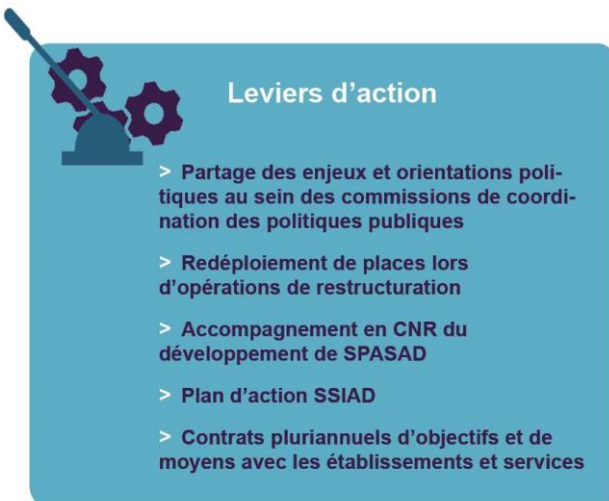 Leviers d’action
> Partage des enjeux et orientations poli-
tiques au sein des commissions de coordi-
nation des politiques publiques
> Redéploiement de places lors
d’opérations de restructuration
> Accompagnement en CNR du
développement de SPASAD
> Plan d’action SSIAD
> Contrats pluriannuels d’objectifs et de
moyens avec les établissements et services